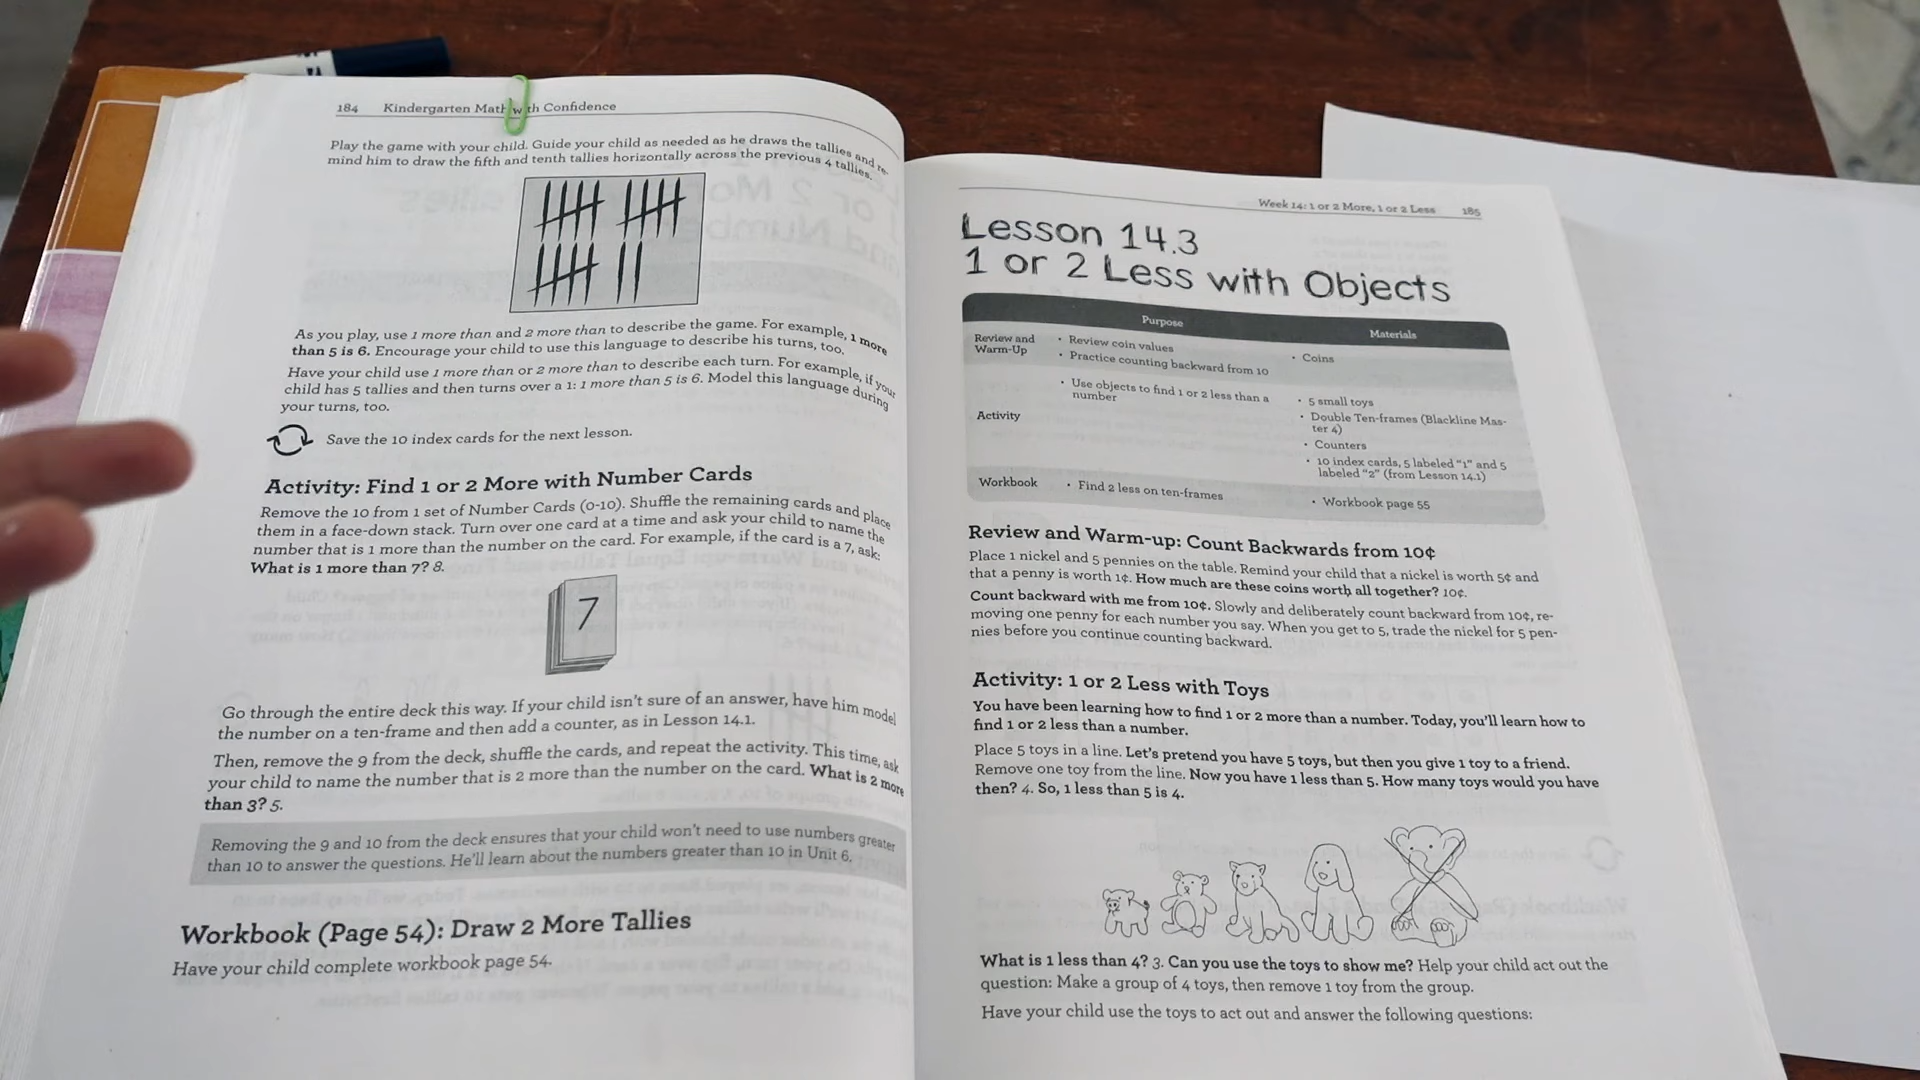 184 Kindergarten Math with Confidence
Play the game with your child. Guide your child as needed as he draws the tallies and re-
mind him to draw the fifth and tenth tallies horizontally across the previous 4 tallies.
As you play, use 1 more than and 2 more than to describe the game. For example, 1 more
than 5 is 6. Encourage your child to use this language to describe his turns, too.
Have your child use 1 more than or 2 more than to describe each turn. For example, if your
child has 5 tallies and then turns over a 1: 1 more than 5 is 6. Model this language during
your turns, too.
Save the 10 index cards for the next lesson.
Activity: Find 1 or 2 More with Number Cards
Remove the 10 from 1 set of Number Cards (0-10). Shuffle the remaining cards and place
them in a face-down stack. Turn over one card at a time and ask your child to name the
number that is 1 more than the number on the card. For example, if the card is a 7, ask:
What is 1 more than 7? 8.
7
Go through the entire deck this way. If your child isn't sure of an answer, have him model
the number on a ten-frame and then add a counter, as in Lesson 14.1.
Then, remove the 9 from the deck, shuffle the cards, and repeat the activity. This time, ask
your child to name the number that is 2 more than the number on the card. What is 2 more
than 3? 5.
Removing the 9 and 10 from the deck ensures that your child won't need to use numbers greater
than 10 to answer the questions. He'll learn about the numbers greater than 10 in Unit 6.
Workbook (Page 54): Draw 2 More Tallies
Have your child complete workbook page 54.
Week 14: 1 or 2 More, 1 or 2 Less 185
Lesson 14.3
1 or 2 Less with Objects
Purpose Materials
Review and
Warm-Up
• Review coin values
• Practice counting backward from 10
• Coins
Activity
• Use objects to find 1 or 2 less than a
number
• 5 small toys
• Double Ten-frames (Blackline Mas-
ter 4)
• Counters
• 10 index cards, 5 labeled "1" and 5
labeled "2" (from Lesson 14.1)
Workbook • Find 2 less on ten-frames • Workbook page 55
Review and Warm-up: Count Backwards from 10¢
Place 1 nickel and 5 pennies on the table. Remind your child that a nickel is worth 5¢ and
that a penny is worth 1¢. How much are these coins worth all together? 10¢.
Count backward with me from 10¢. Slowly and deliberately count backward from 10¢, re-
moving one penny for each number you say. When you get to 5, trade the nickel for 5 pen-
nies before you continue counting backward.
Activity: 1 or 2 Less with Toys
You have been learning how to find 1 or 2 more than a number. Today, you'll learn how to
find 1 or 2 less than a number.
Place 5 toys in a line. Let's pretend you have 5 toys, but then you give 1 toy to a friend.
Remove one toy from the line. Now you have 1 less than 5. How many toys would you have
then? 4. So, 1 less than 5 is 4.
What is 1 less than 4? 3. Can you use the toys to show me? Help your child act out the
question: Make a group of 4 toys, then remove 1 toy from the group.
Have your child use the toys to act out and answer the following questions: